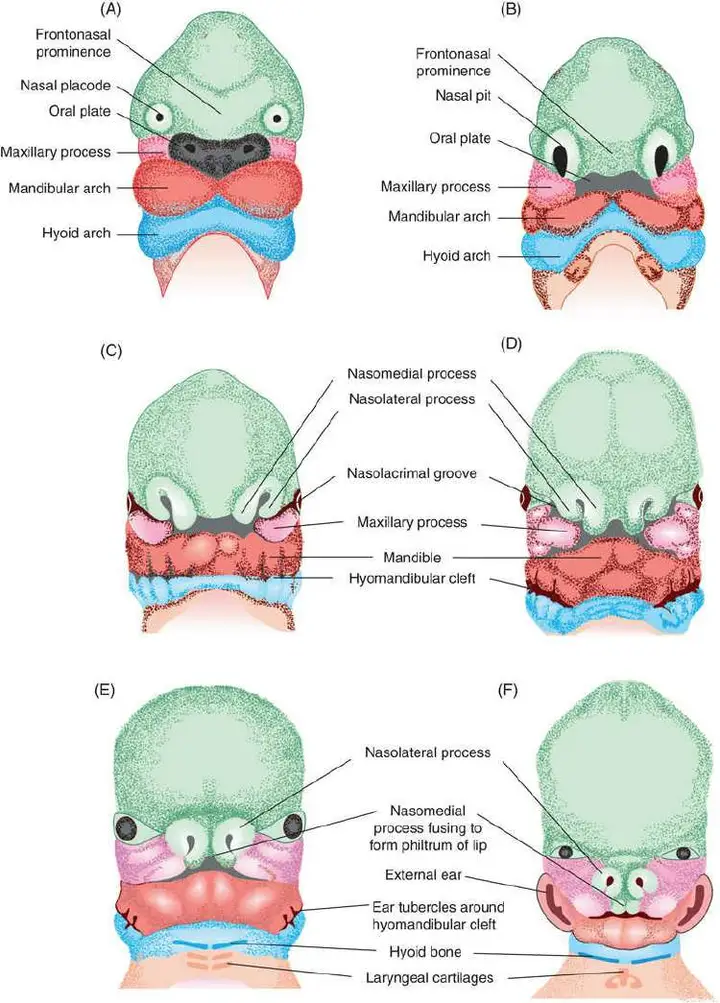 (A)
Frontonasal
prominence
Nasal placode
Oral plate
Maxillary process
Mandibular arch
Hyoid arch
(B)
Frontonasal
prominence
Nasal pit
Oral plate
Maxillary process
Mandibular arch
Hyoid arch
(C)
(D)
Nasomedial process
Nasolateral process
Nasolacrimal groove
Maxillary process
Mandible
Hyomandibular cleft
(E)
(F)
Nasolateral process
Nasomedial
process fusing to
form philtrum of lip
External ear
Ear tubercles around
hyomandibular cleft
Hyoid bone
Laryngeal cartilages